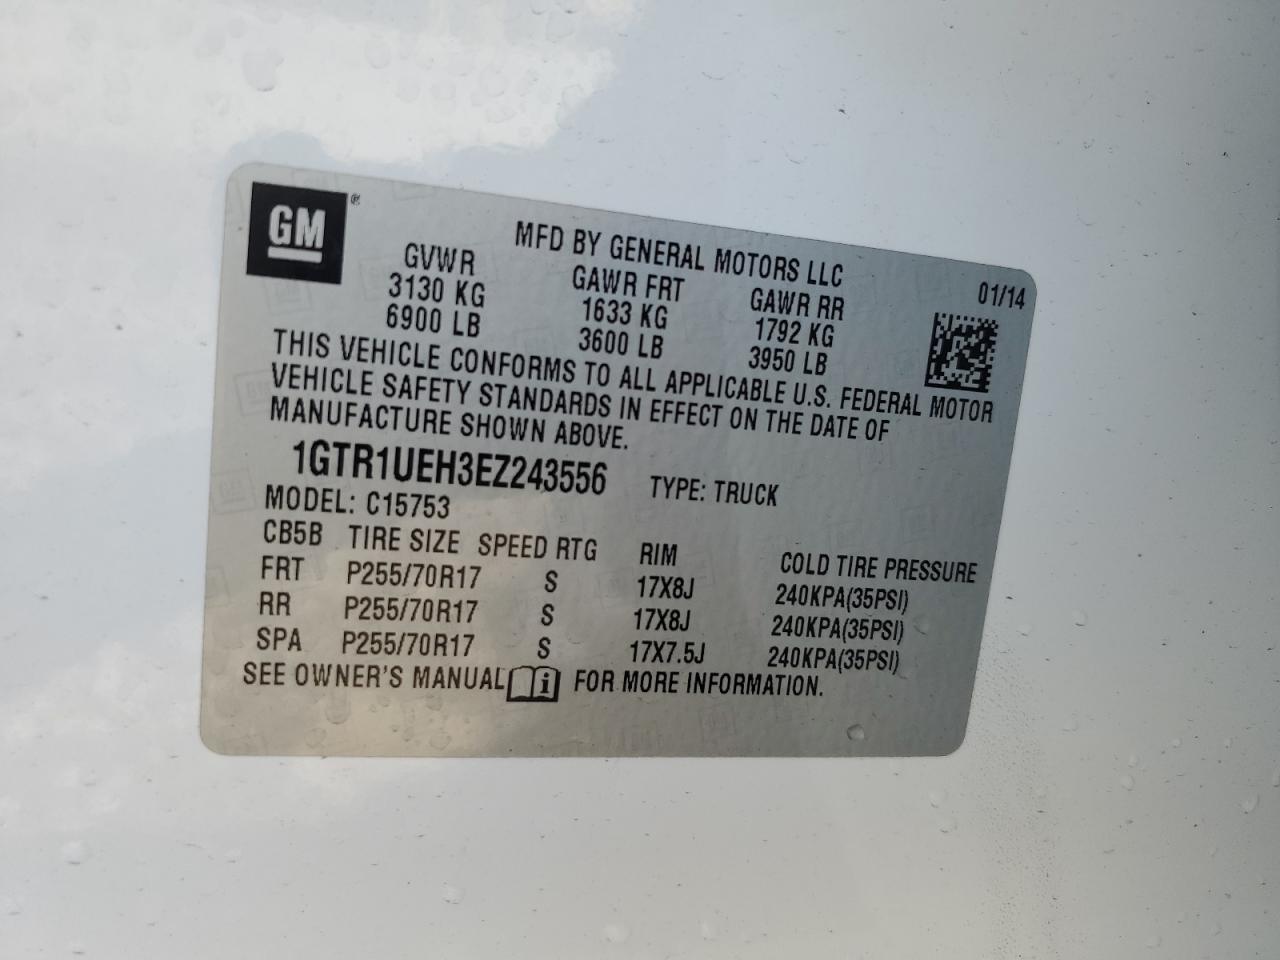 GM ®
MFD BY GENERAL MOTORS LLC 01/14
GVWR GAWR FRT GAWR RR
3130 KG 1633 KG 1792 KG
6900 LB 3600 LB 3950 LB
THIS VEHICLE CONFORMS TO ALL APPLICABLE U.S. FEDERAL MOTOR
VEHICLE SAFETY STANDARDS IN EFFECT ON THE DATE OF
MANUFACTURE SHOWN ABOVE.
1GTR1UEH3EZ243556 TYPE: TRUCK
MODEL: C15753
CB5B TIRE SIZE SPEED RTG RIM COLD TIRE PRESSURE
FRT P255/70R17 S 17X8J 240KPA(35PSI)
RR P255/70R17 S 17X8J 240KPA(35PSI)
SPA P255/70R17 S 17X7.5J 240KPA(35PSI)
SEE OWNER'S MANUAL i FOR MORE INFORMATION.